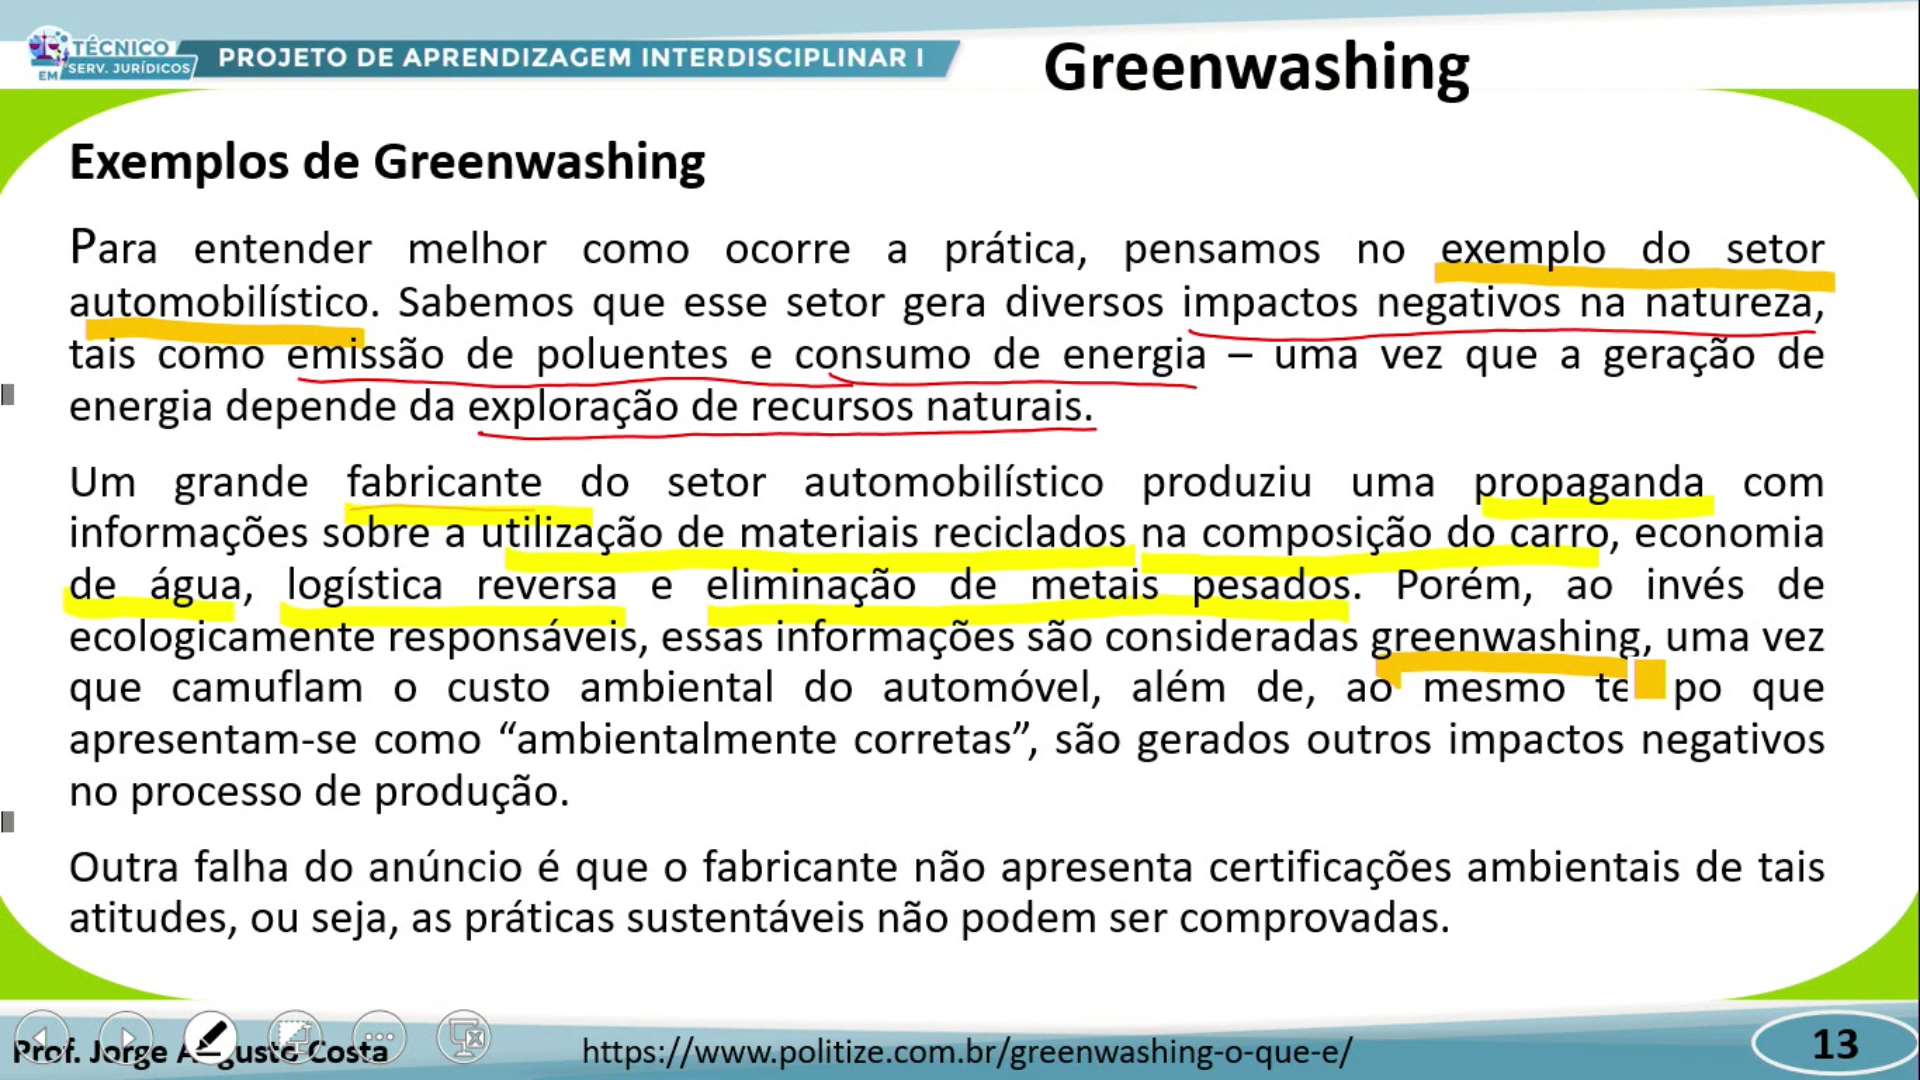 TÉCNICO
EM SERV. JURÍDICOS
PROJETO DE APRENDIZAGEM INTERDISCIPLINAR I
Greenwashing
Exemplos de Greenwashing
Para entender melhor como ocorre a prática, pensamos no exemplo do setor
automobilístico. Sabemos que esse setor gera diversos impactos negativos na natureza,
tais como emissão de poluentes e consumo de energia – uma vez que a geração de
energia depende da exploração de recursos naturais.
Um grande fabricante do setor automobilístico produziu uma propaganda com
informações sobre a utilização de materiais reciclados na composição do carro, economia
de água, logística reversa e eliminação de metais pesados. Porém, ao invés de
ecologicamente responsáveis, essas informações são consideradas greenwashing, uma vez
que camuflam o custo ambiental do automóvel, além de, ao mesmo te po que
apresentam-se como “ambientalmente corretas”, são gerados outros impactos negativos
no processo de produção.
Outra falha do anúncio é que o fabricante não apresenta certificações ambientais de tais
atitudes, ou seja, as práticas sustentáveis não podem ser comprovadas.
Prof. Jorge Augusto Costa
https://www.politize.com.br/greenwashing-o-que-e/
13